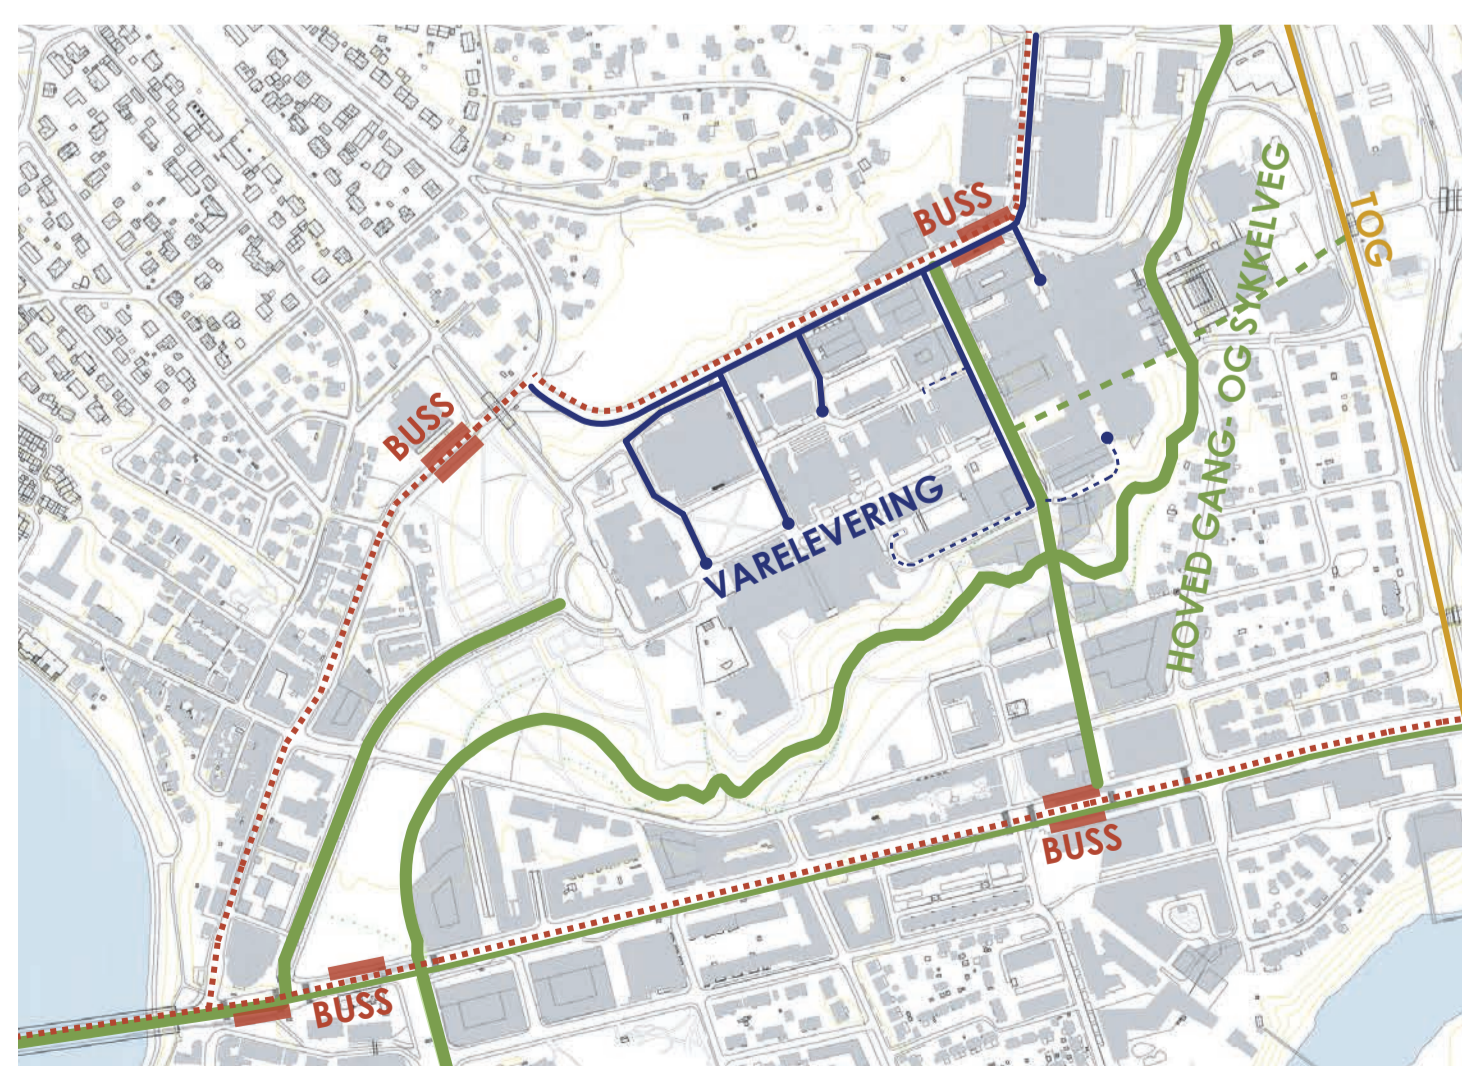 BUSS
TOG
HOVED GANG- OG SYKKELVEG
BUSS
VARELEVERING
BUSS
BUSS